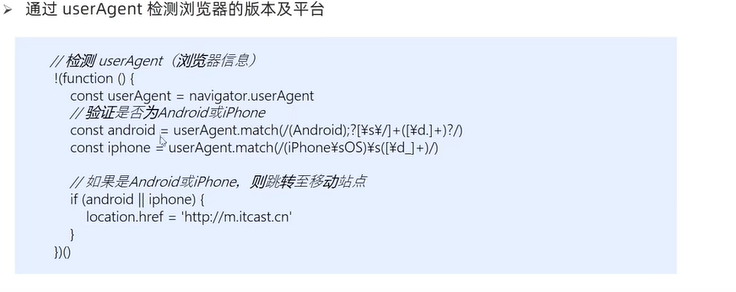 ➢ 通过 userAgent 检测浏览器的版本及平台
// 检测 userAgent（浏览器信息）
!(function () {
const userAgent = navigator.userAgent
// 验证是否为Android或iPhone
const android = userAgent.match(/(Android);?[¥s¥/]+([¥d.]+)?/)
const iphone = userAgent.match(/(iPhone¥sOS)¥s([¥d_]+)/)
// 如果是Android或iPhone，则跳转至移动站点
if (android || iphone) {
location.href = 'http://m.itcast.cn'
}
})()